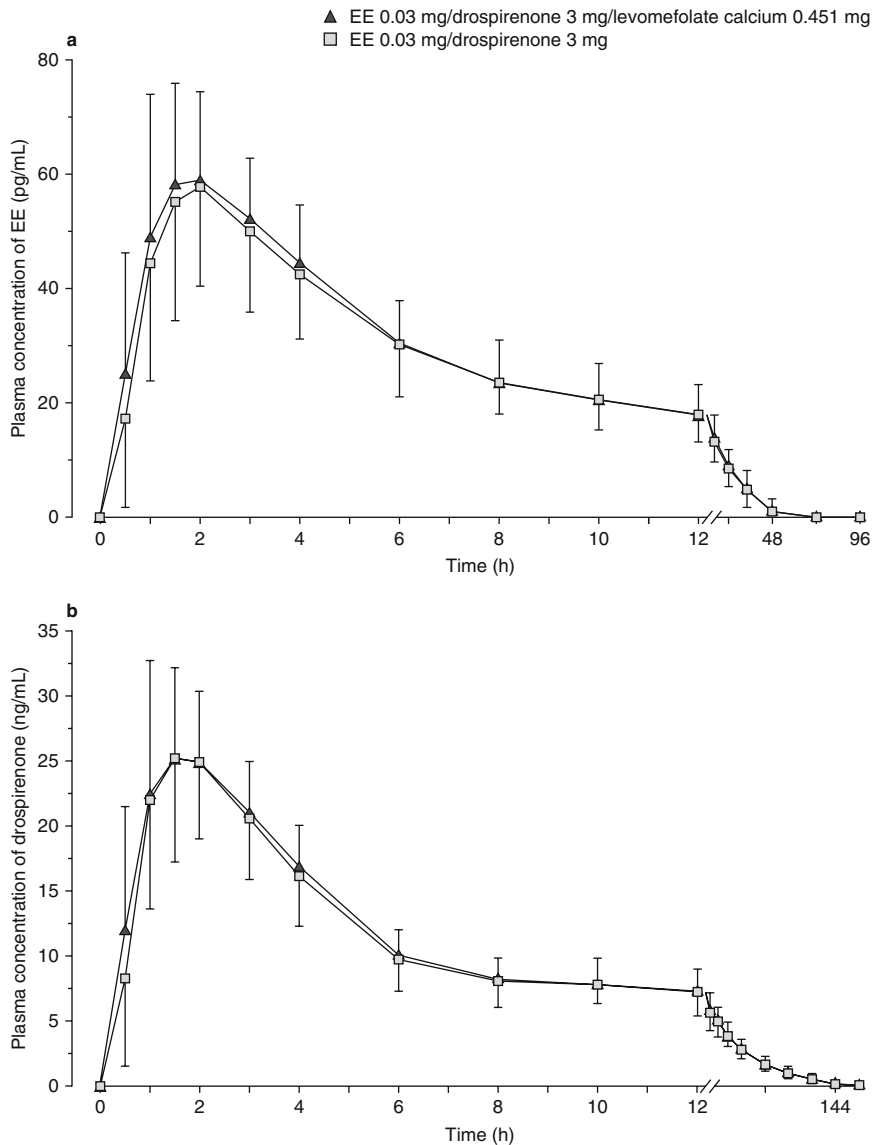 EE 0.03 mg/drospirenone 3 mg/levomefolate calcium 0.451 mg
EE 0.03 mg/drospirenone 3 mg
a
Plasma concentration of EE (pg/mL)
80
60
40
20
0
0 2 4 6 8 10 12 48 96
Time (h)
b
Plasma concentration of drospirenone (ng/mL)
35
30
25
20
15
10
5
0
0 2 4 6 8 10 12 144
Time (h)